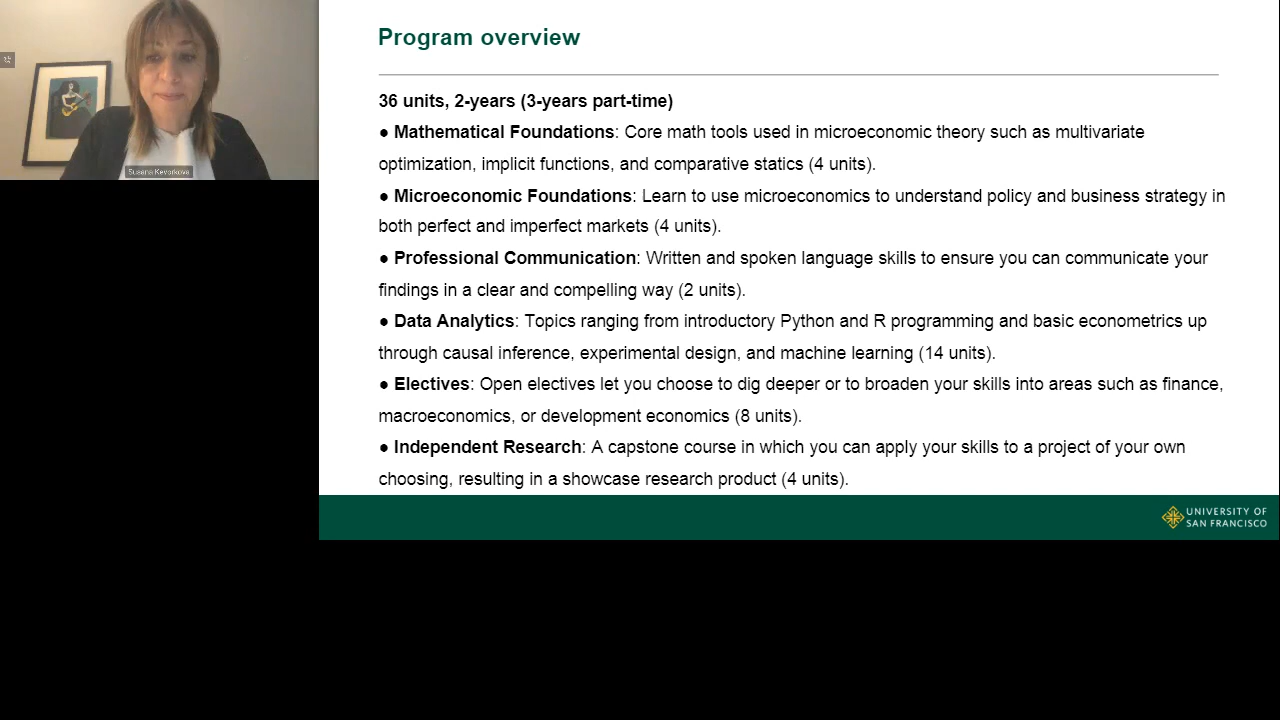 Susana Kevorkova
Program overview
36 units, 2-years (3-years part-time)
● Mathematical Foundations: Core math tools used in microeconomic theory such as multivariate
optimization, implicit functions, and comparative statics (4 units).
● Microeconomic Foundations: Learn to use microeconomics to understand policy and business strategy in
both perfect and imperfect markets (4 units).
● Professional Communication: Written and spoken language skills to ensure you can communicate your
findings in a clear and compelling way (2 units).
● Data Analytics: Topics ranging from introductory Python and R programming and basic econometrics up
through causal inference, experimental design, and machine learning (14 units).
● Electives: Open electives let you choose to dig deeper or to broaden your skills into areas such as finance,
macroeconomics, or development economics (8 units).
● Independent Research: A capstone course in which you can apply your skills to a project of your own
choosing, resulting in a showcase research product (4 units).
UNIVERSITY OF
SAN FRANCISCO